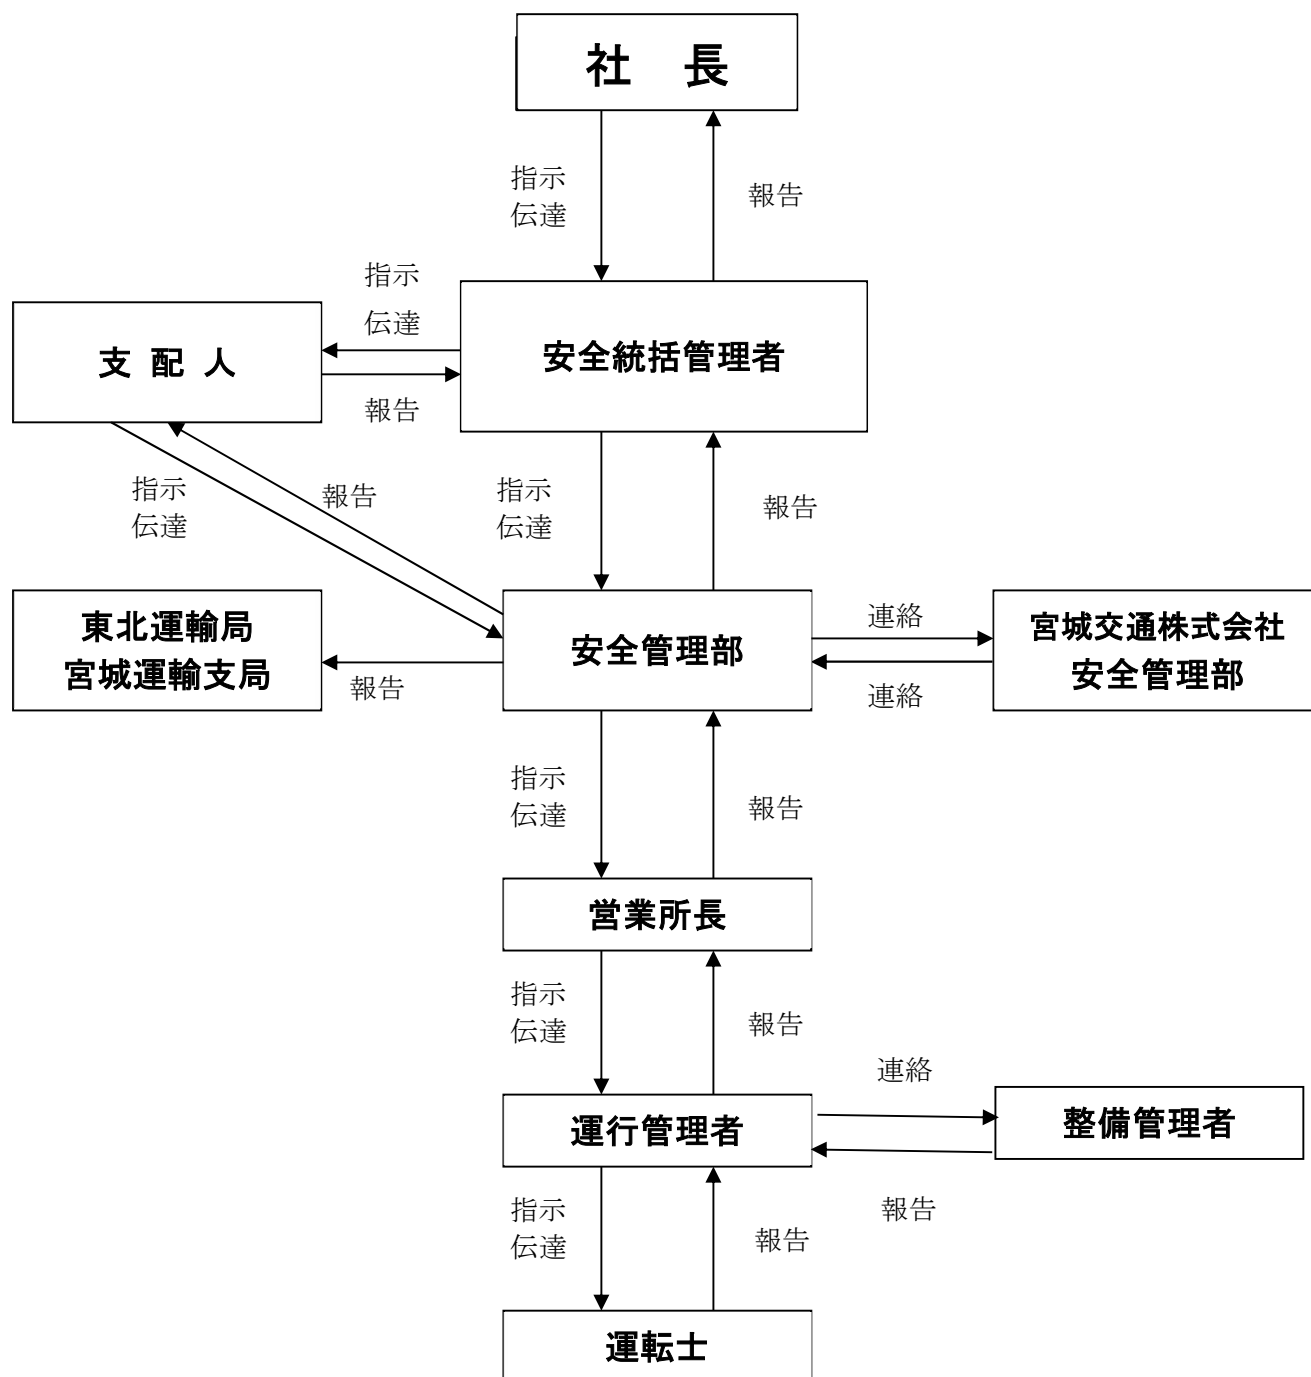 社 長
指示
伝達
報告
指示
伝達
支 配 人
安全統括管理者
報告
指示
伝達
報告
指示
伝達
報告
東北運輸局
宮城運輸支局
報告
安全管理部
連絡
連絡
宮城交通株式会社
安全管理部
指示
伝達
報告
営業所長
指示
伝達
報告
運行管理者
連絡
整備管理者
報告
指示
伝達
報告
運転士